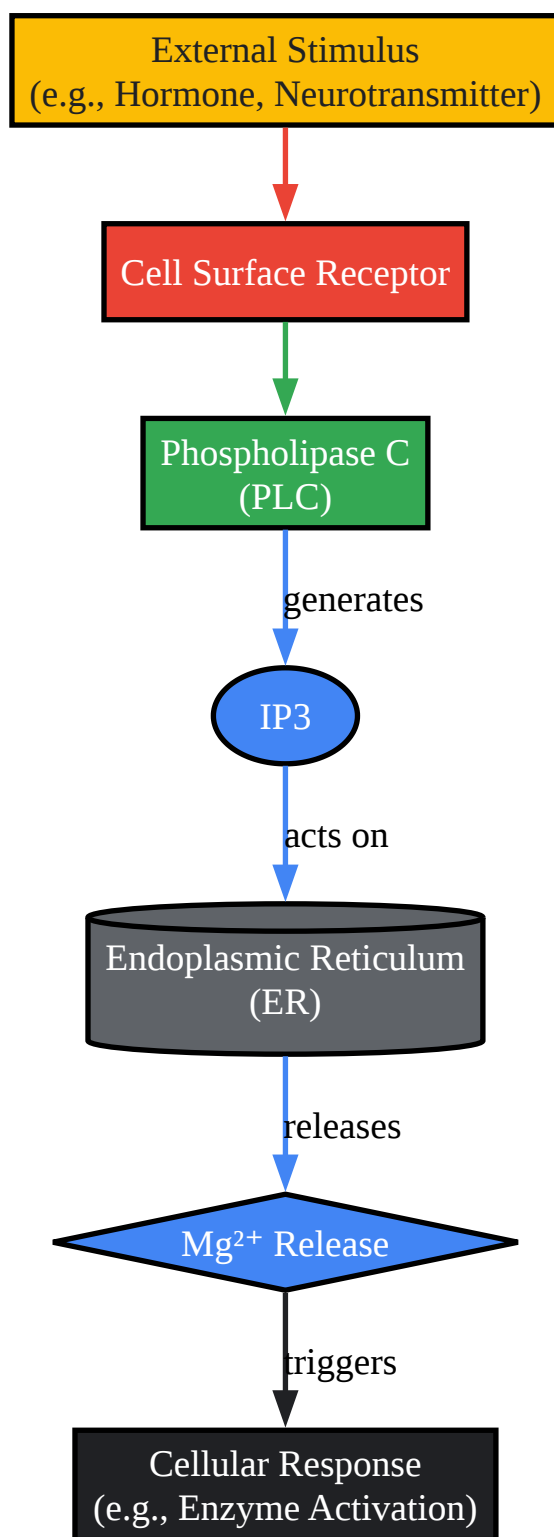 External Stimulus
(e.g., Hormone, Neurotransmitter)
Cell Surface Receptor
Phospholipase C
(PLC)
generates
IP3
acts on
Endoplasmic Reticulum
(ER)
releases
Mg²⁺ Release
triggers
Cellular Response
(e.g., Enzyme Activation)